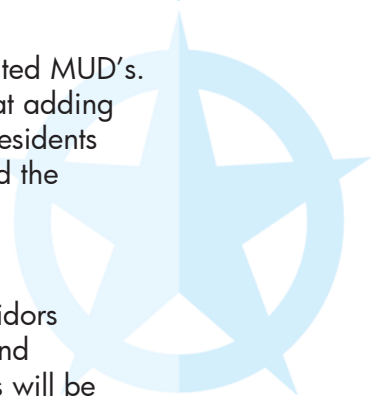 ted MUD's.
at adding
esidents
d the
idors
nd
s will be